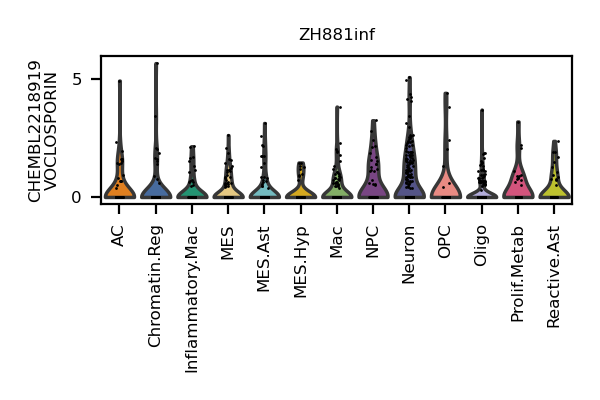 ZH881inf
CHEMBL2218919
VOCLOSPORIN
5
0
AC
Chromatin.Reg
Inflammatory.Mac
MES
MES.Ast
MES.Hyp
Mac
NPC
Neuron
OPC
Oligo
Prolif.Metab
Reactive.Ast